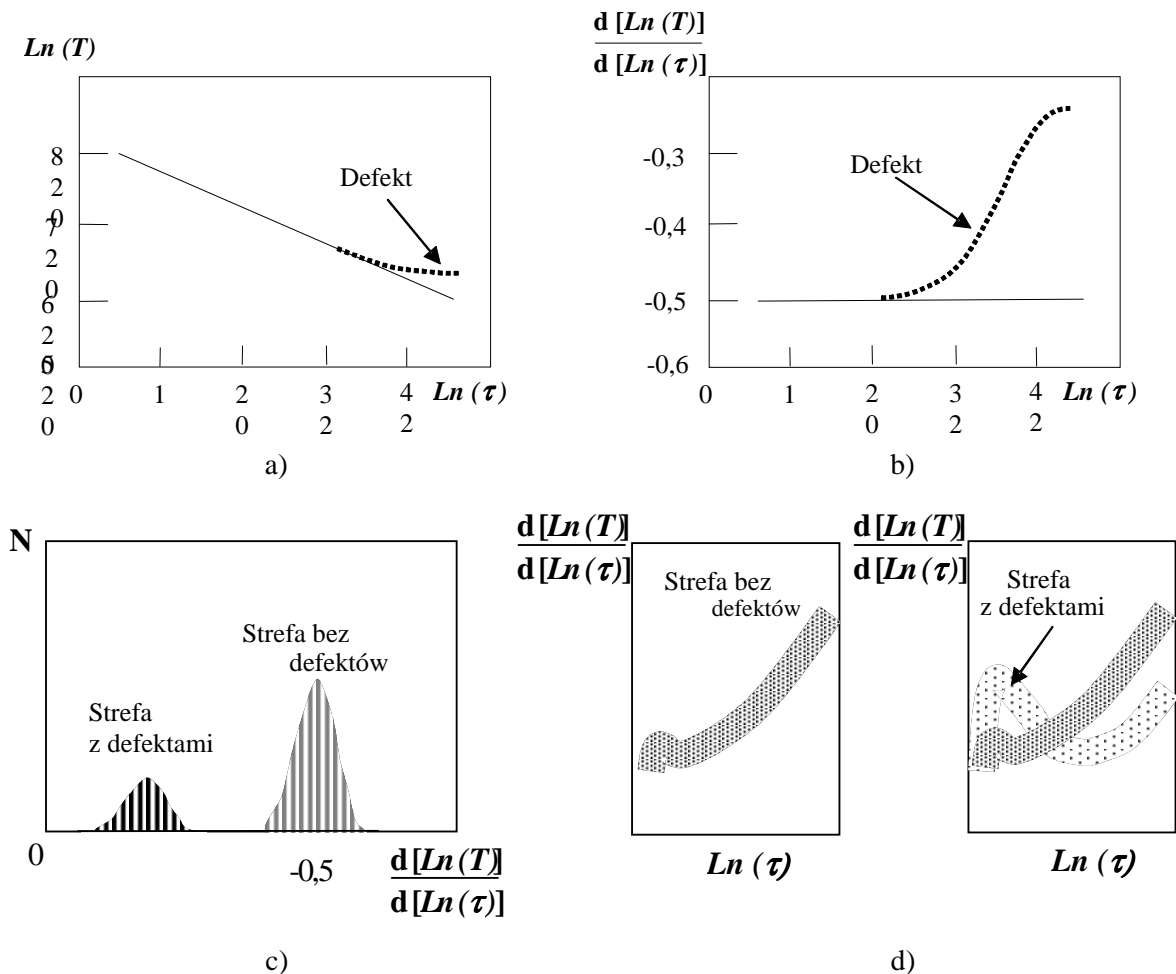 Ln (T)
8
2
7
2
0
6
2
2
0
Defekt
0
1
2
0
3
2
4
2
Ln (τ)
a)
d [Ln (T)]
d [Ln (τ)]
-0,3
-0,4
-0,5
-0,6
Defekt
0
1
2
0
3
2
4
2
Ln (τ)
b)
N
Strefa
z defektami
Strefa bez
defektów
0
-0,5
d [Ln (T)]
d [Ln (τ)]
c)
d [Ln (T)]
d [Ln (τ)]
Strefa bez
defektów
Ln (τ)
d [Ln (T)]
d [Ln (τ)]
Strefa
z defektami
Ln (τ)
d)